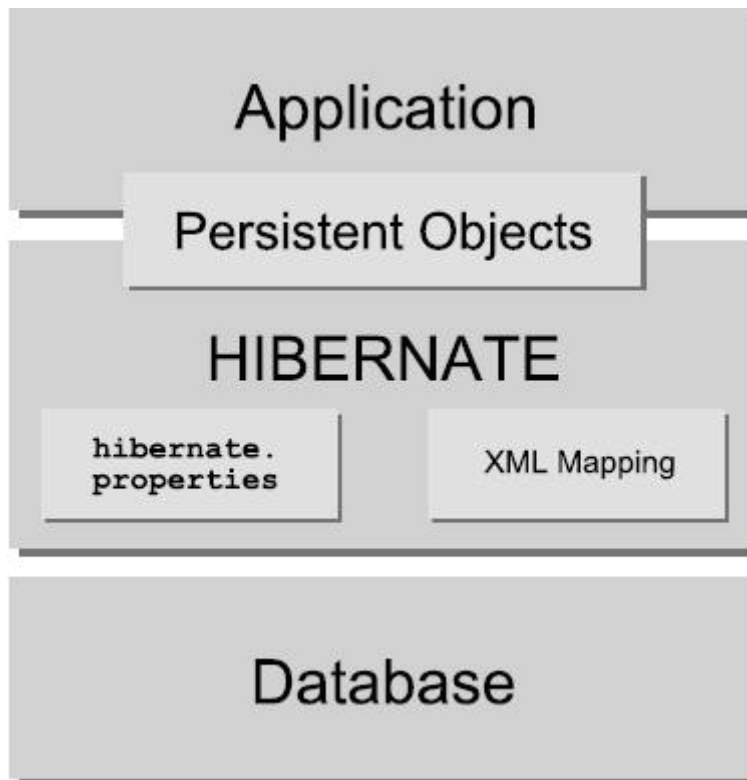 Application
Persistent Objects
HIBERNATE
hibernate.
properties
XML Mapping
Database